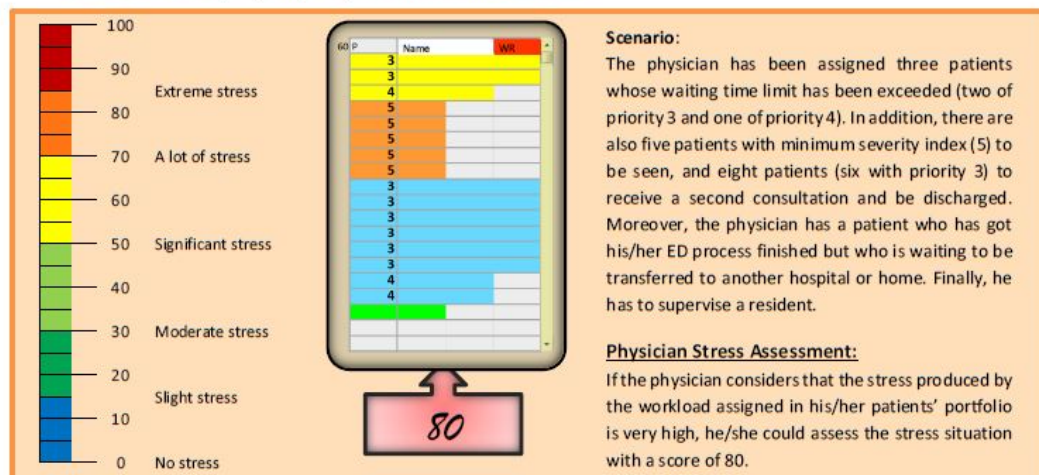 100
90
Extreme stress
80
A lot of stress
70
60
Significant stress
50
40
Moderate stress
30
20
Slight stress
10
0
No stress
60 P Name WR
3
3
4
5
5
5
5
5
3
3
3
3
3
3
4
4
80
Scenario:
The physician has been assigned three patients
whose waiting time limit has been exceeded (two of
priority 3 and one of priority 4). In addition, there are
also five patients with minimum severity index (5) to
be seen, and eight patients (six with priority 3) to
receive a second consultation and be discharged.
Moreover, the physician has a patient who has got
his/her ED process finished but who is waiting to be
transferred to another hospital or home. Finally, he
has to supervise a resident.
Physician Stress Assessment:
If the physician considers that the stress produced by
the workload assigned in his/her patients' portfolio
is very high, he/she could assess the stress situation
with a score of 80.